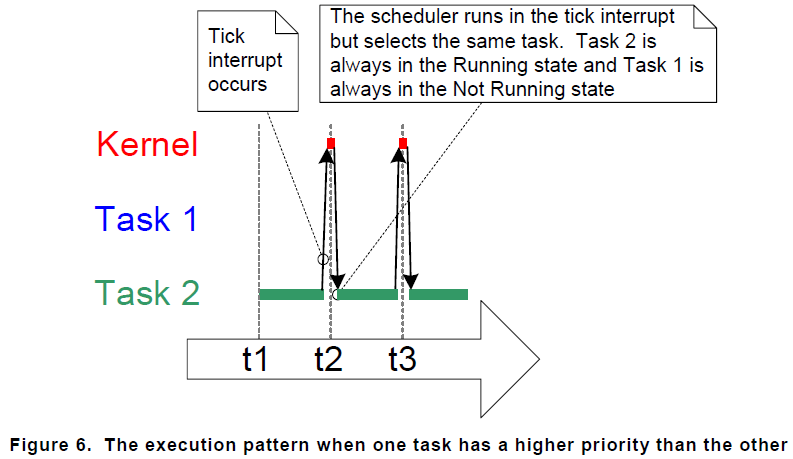 Tick
interrupt
occurs
The scheduler runs in the tick interrupt
but selects the same task.  Task 2 is
always in the Running state and Task 1 is
always in the Not Running state
Kernel
Task 1
Task 2
t1
t2
t3
Figure 6.  The execution pattern when one task has a higher priority than the other